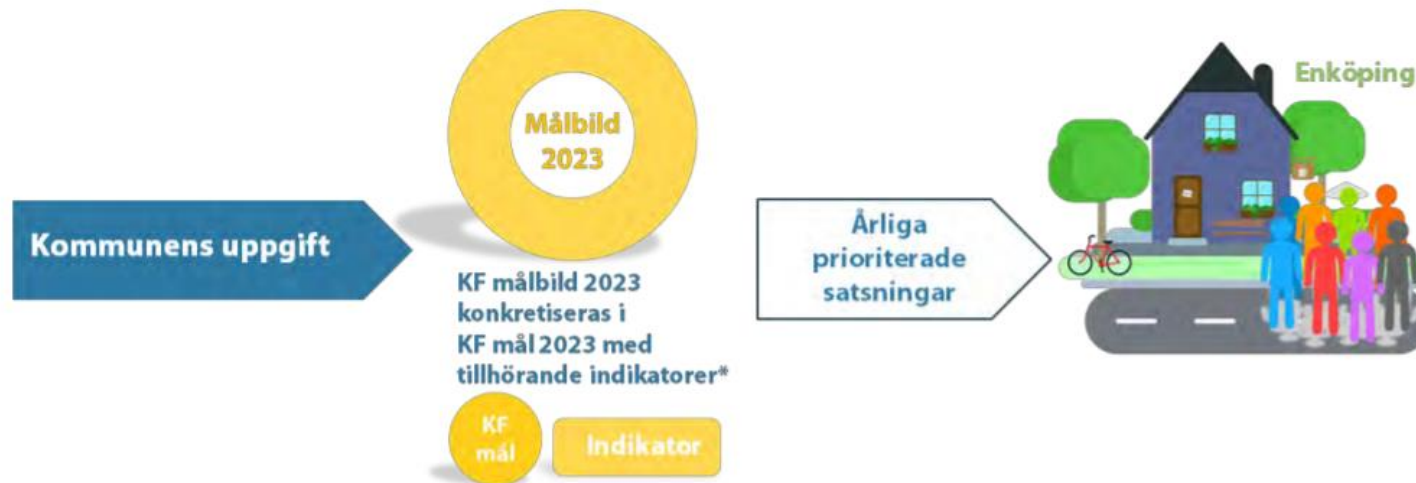 Kommunens uppgift
Målbild
2023
KF målbild 2023
konkretiseras i
KF mål 2023 med
tillhörande indikatorer*
KF
mål
Indikator
Årliga
prioriterade
satsningar
Enköping